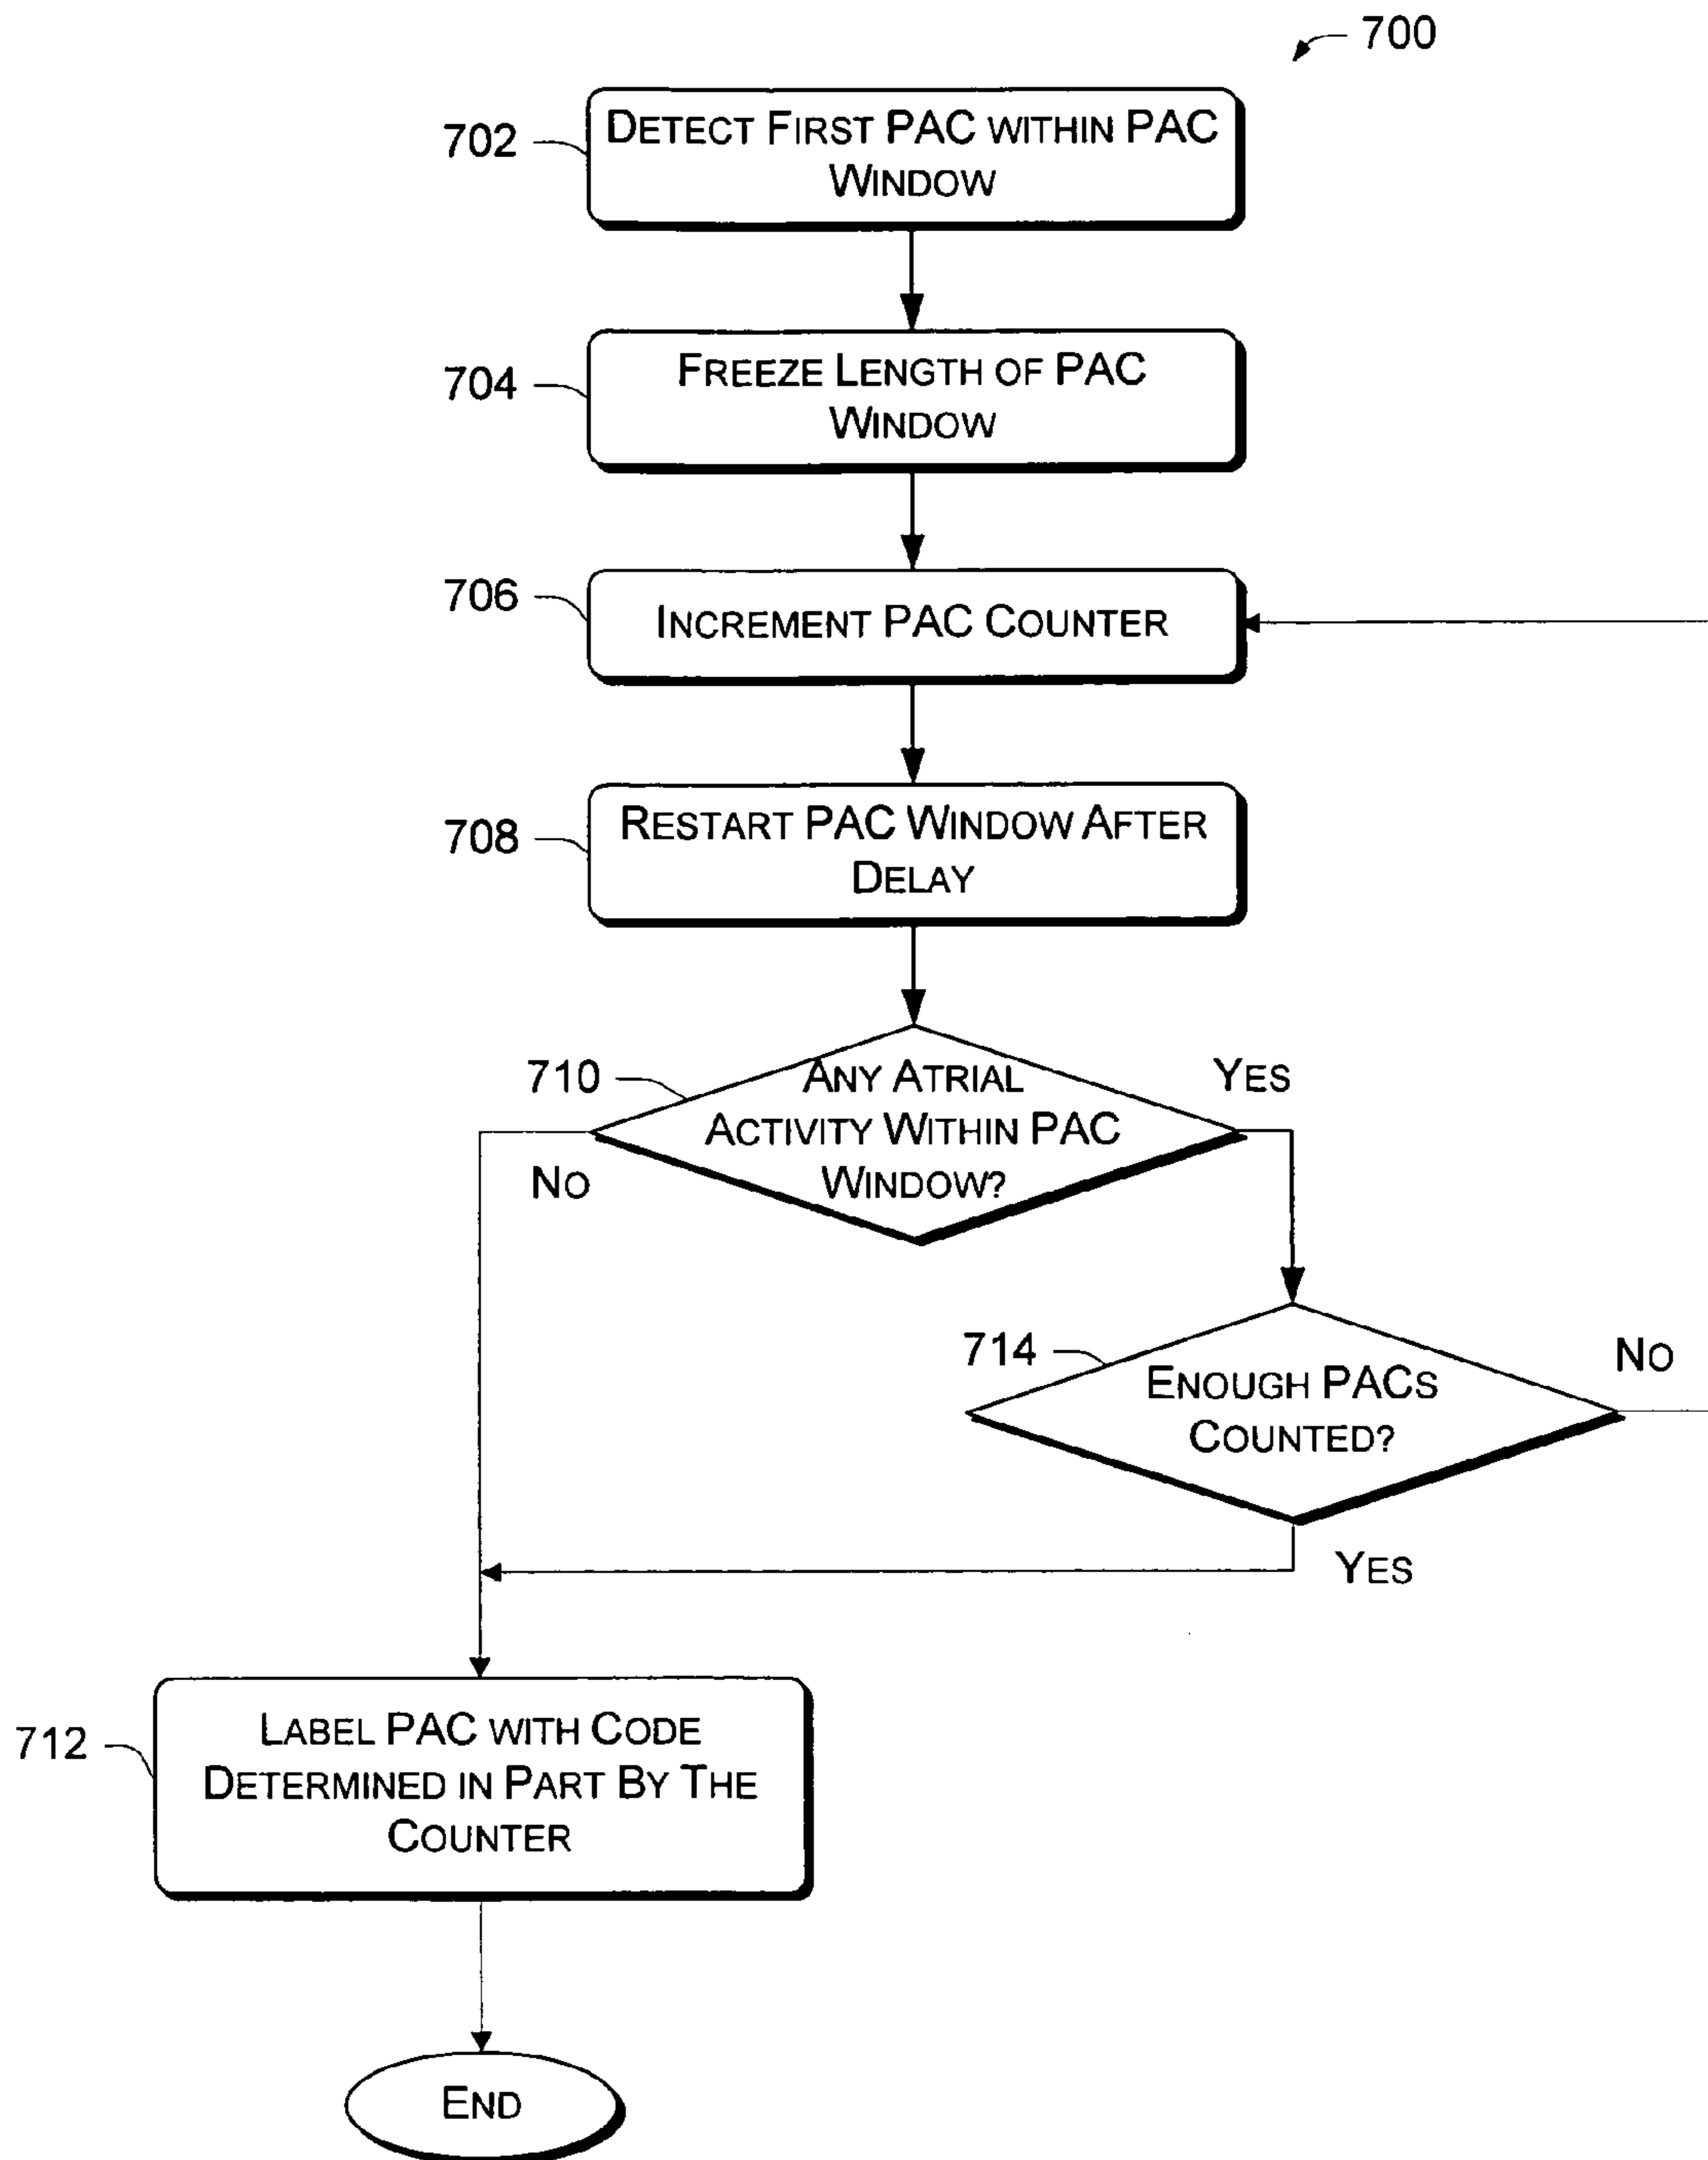 700
702
DETECT FIRST PAC WITHIN PAC
WINDOW
704
FREEZE LENGTH OF PAC
WINDOW
706
INCREMENT PAC COUNTER
708
RESTART PAC WINDOW AFTER
DELAY
710
ANY ATRIAL
ACTIVITY WITHIN PAC
WINDOW?
YES
NO
714
ENOUGH PACS
COUNTED?
NO
YES
712
LABEL PAC WITH CODE
DETERMINED IN PART BY THE
COUNTER
END